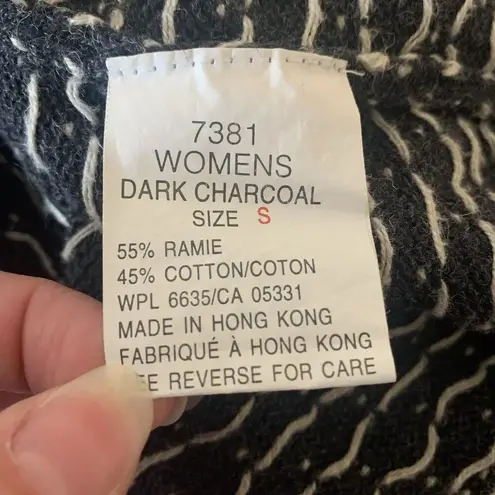 7381
WOMENS
DARK CHARCOAL
SIZE S
55% RAMIE
45% COTTON/COTON
WPL 6635/CA 05331
MADE IN HONG KONG
FABRIQUÉ À HONG KONG
SEE REVERSE FOR CARE